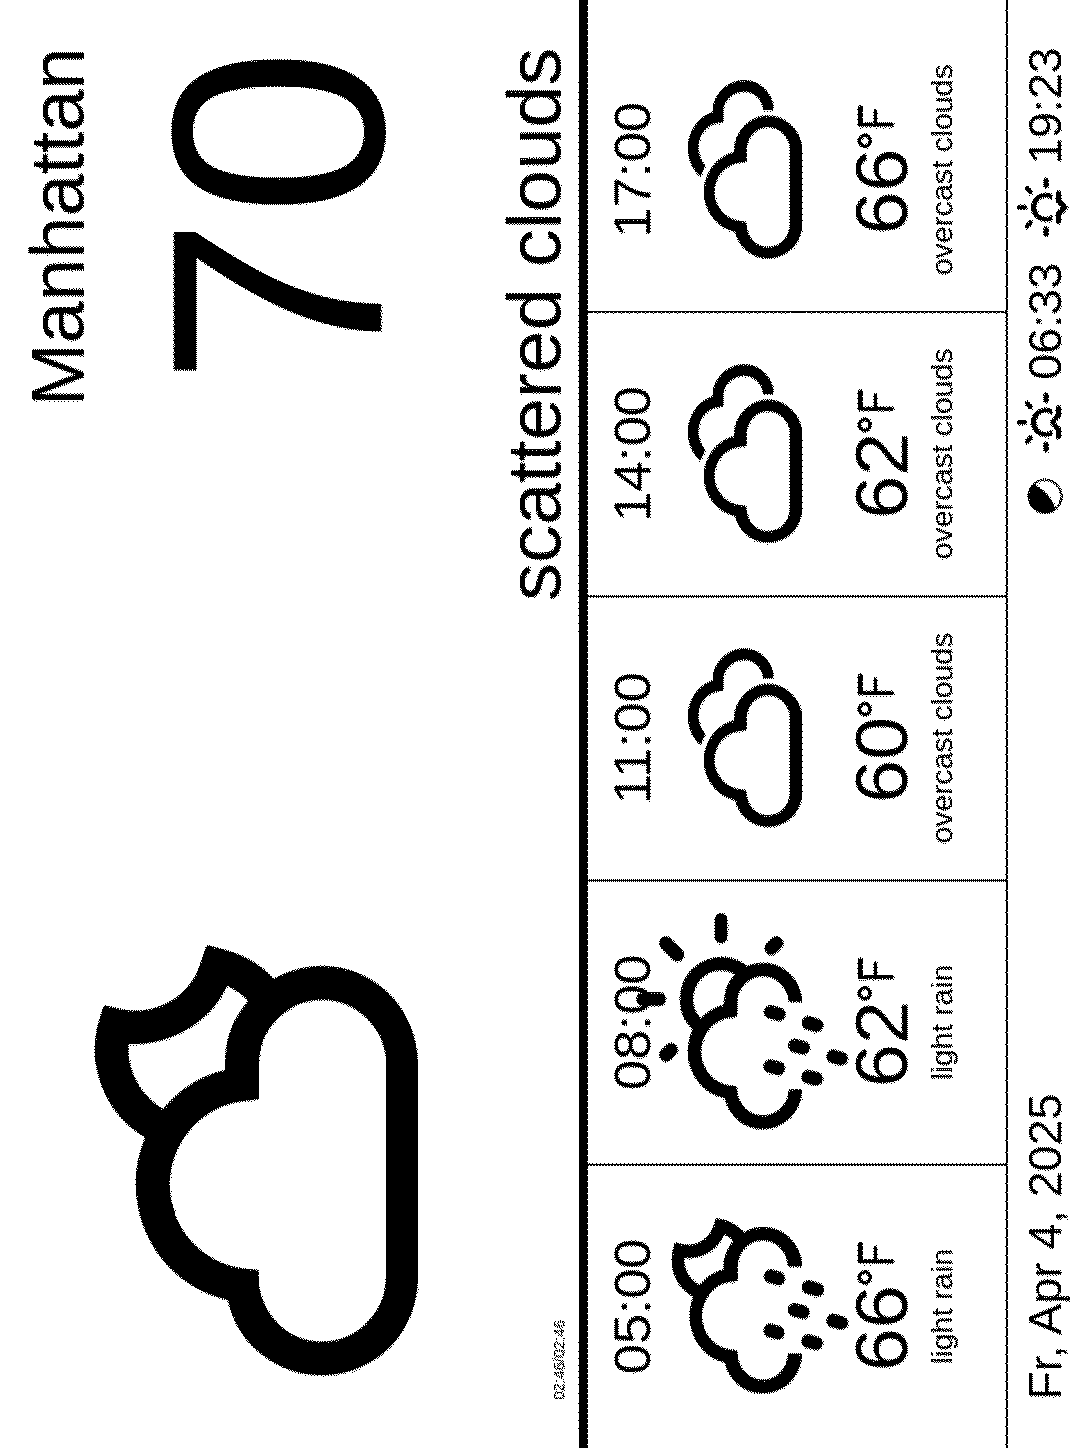 Manhattan
70
scattered clouds
02:46/02:46
05:00
08:00
11:00
14:00
17:00
66°F
62°F
60°F
62°F
66°F
light rain
light rain
overcast clouds
overcast clouds
overcast clouds
Fr, Apr 4, 2025
06:33
19:23